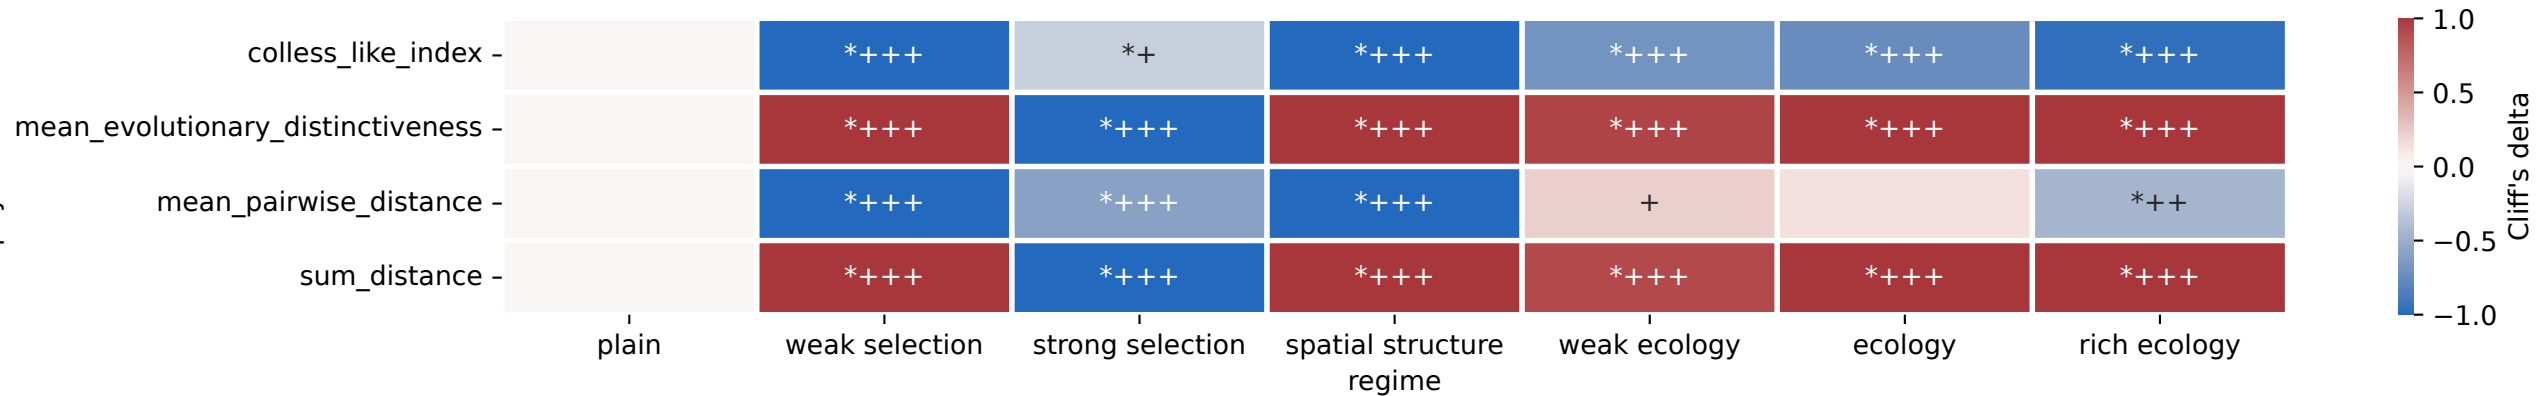 colless_like_index *+++ *+ *+++ *+++ *+++ *+++
mean_evolutionary_distinctiveness *+++ *+++ *+++ *+++ *+++ *+++
mean_pairwise_distance *+++ *+++ *+++ + *++
sum_distance *+++ *+++ *+++ *+++ *+++ *+++
plain weak selection strong selection spatial structure weak ecology ecology rich ecology
regime
1.0
0.5
0.0
−0.5
−1.0
Cliff's delta